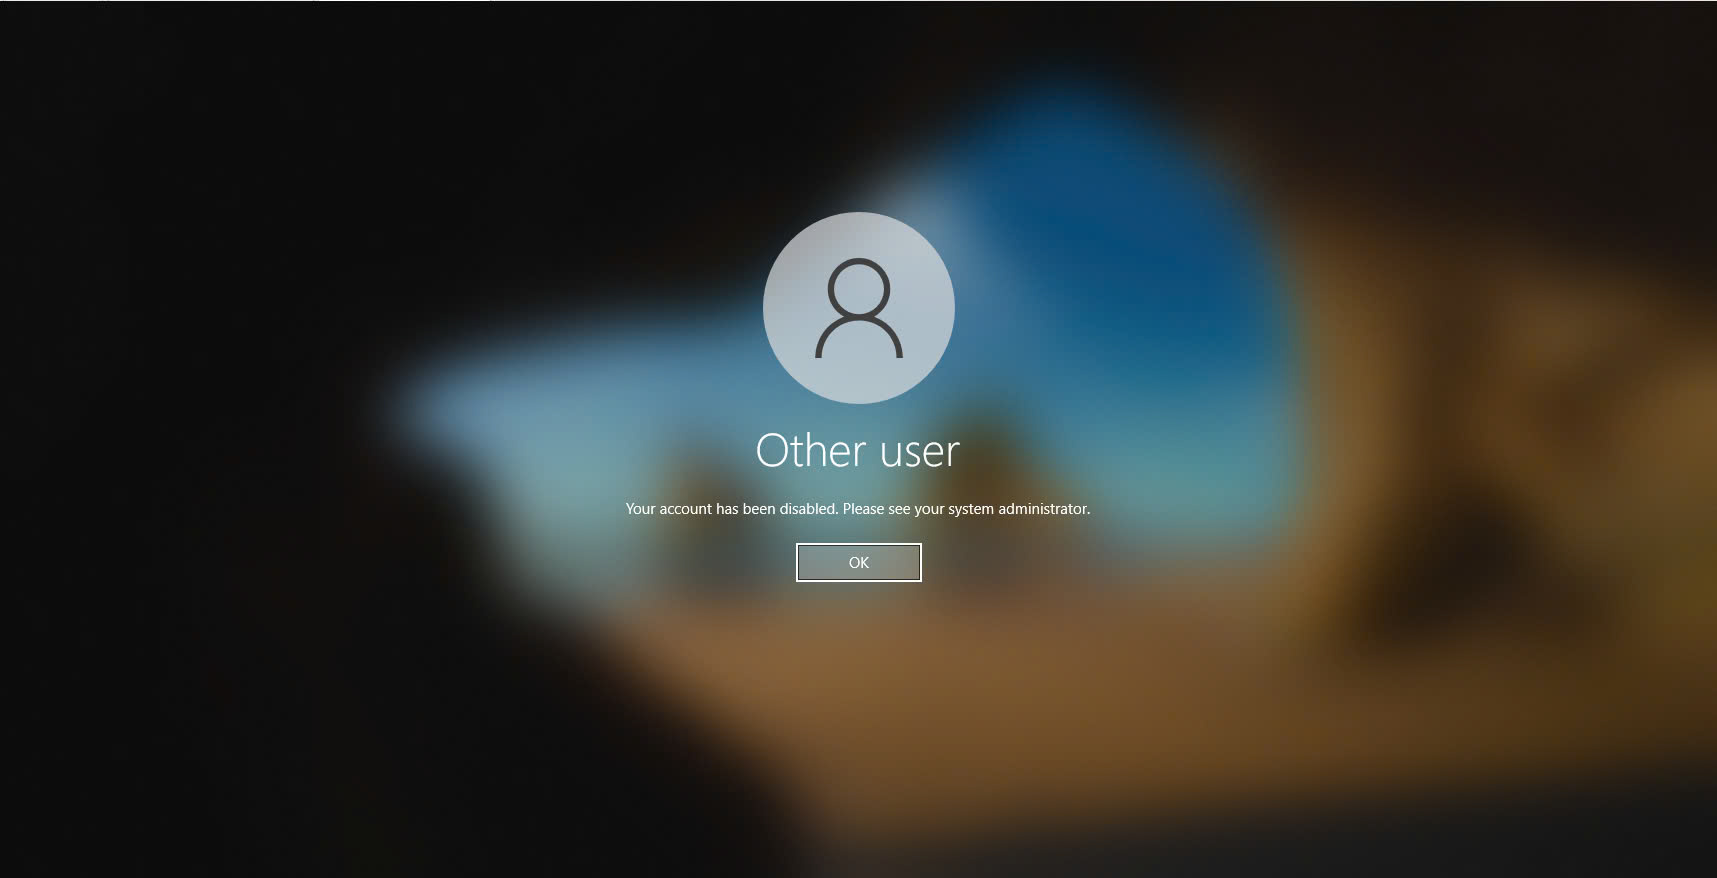 Other user
Your account has been disabled. Please see your system administrator.
OK